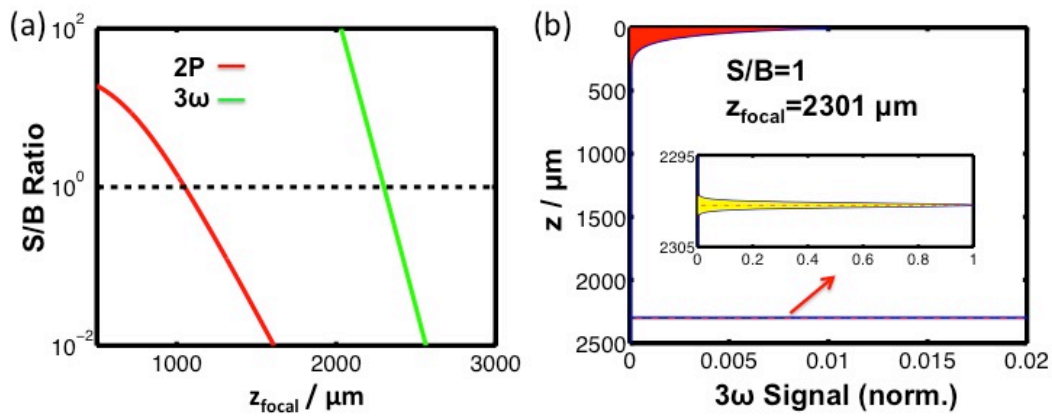 (a)
S/B Ratio
10²
10⁰
10⁻²
2P
3ω
1000
2000
3000
z_focal / μm
(b)
z / μm
0
500
1000
1500
2000
2500
S/B=1
z_focal=2301 μm
2295
2305
0
0.2
0.4
0.6
0.8
1
0
0.005
0.01
0.015
0.02
3ω Signal (norm.)